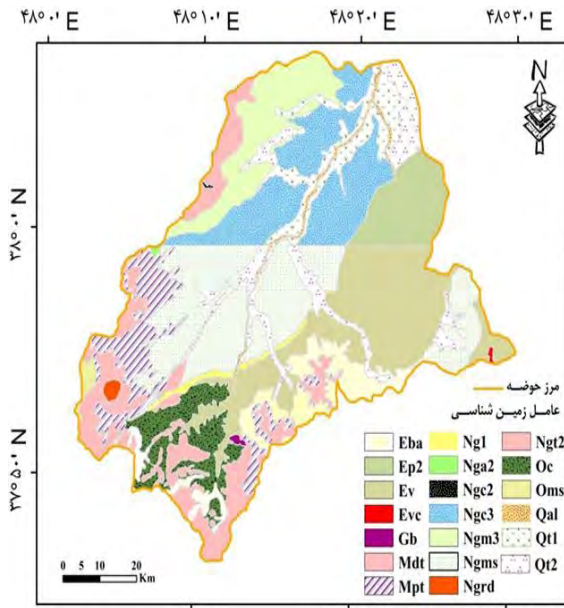 ۴۸°۰' E ۴۸°۱۰' E ۴۸°۲۰' E ۴۸°۳۰' E
N
۳۸°۰' N
۳۷°۵۰' N
مرز حوضه
عامل زمین شناسی
Eba Ng1 Ngt2
Ep2 Nga2 Oc
Ev Ngc2 Oms
Evc Ngc3 Qal
Gb Ngm3 Qt1
Mdt Ngms Qt2
Mpt Ngrd
0 5 10 20
Km